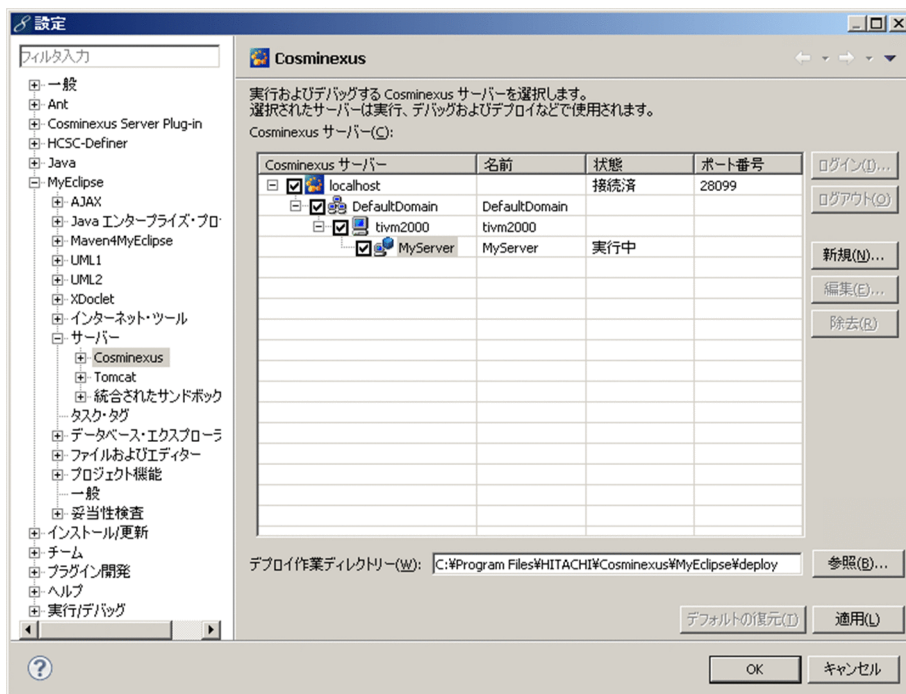 設定
フィルタ入力
一般
Ant
Cosminexus Server Plug-in
HCSC-Definer
Java
MyEclipse
AJAX
Java エンタープライズ・プロ
Maven4MyEclipse
UML1
UML2
XDoclet
インターネット・ツール
サーバー
Cosminexus
Tomcat
統合されたサンドボック
タスク・タグ
データベース・エクスプローラ
ファイルおよびエディター
プロジェクト機能
一般
妥当性検査
インストール/更新
チーム
プラグイン開発
ヘルプ
実行/デバッグ
Cosminexus
実行およびデバッグする Cosminexus サーバーを選択します。
選択されたサーバーは実行、デバッグおよびデプロイなどで使用されます。
Cosminexus サーバー(C):
Cosminexus サーバー 名前 状態 ポート番号
localhost 接続済 28099
DefaultDomain DefaultDomain
tivm2000 tivm2000
MyServer MyServer 実行中
ログイン(I)...
ログアウト(O)
新規(N)...
編集(E)...
除去(R)
デプロイ作業ディレクトリー(W): C:¥Program Files¥HITACHI¥Cosminexus¥MyEclipse¥deploy 参照(B)...
デフォルトの復元(T) 適用(L)
? OK キャンセル